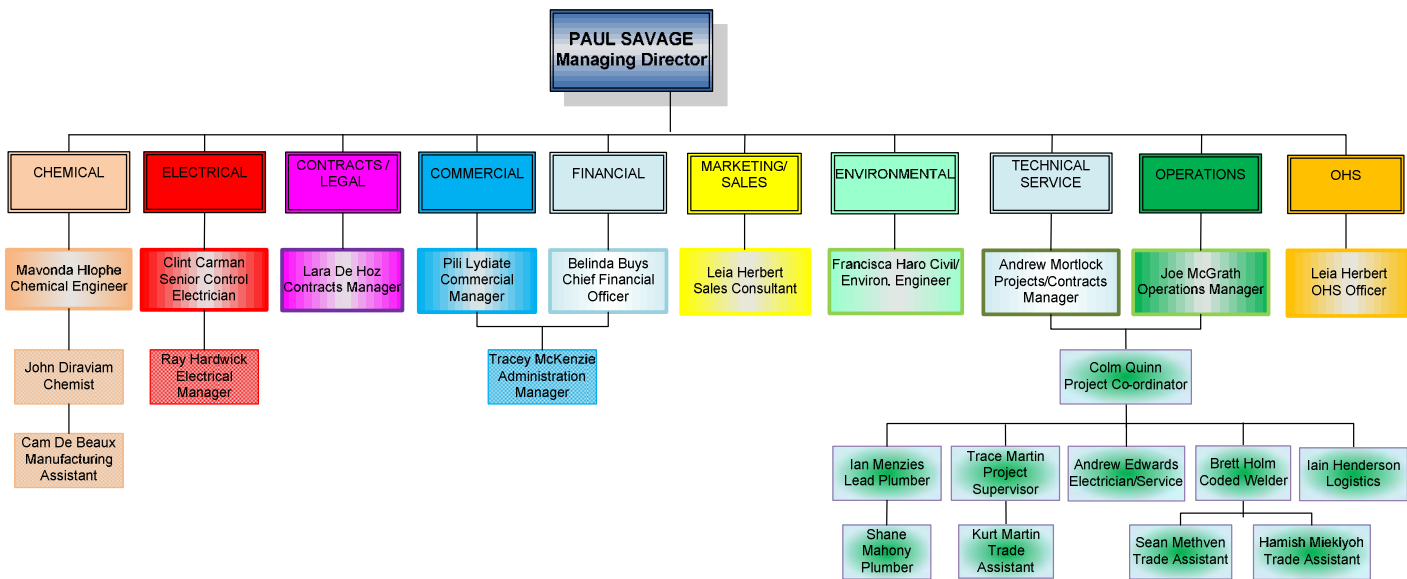 PAUL SAVAGE
Managing Director
CHEMICAL
ELECTRICAL
CONTRACTS /
LEGAL
COMMERCIAL
FINANCIAL
MARKETING/
SALES
ENVIRONMENTAL
TECHNICAL
SERVICE
OPERATIONS
OHS
Mavonda Hlophe
Chemical Engineer
Clint Carman
Senior Control
Electrician
Lara De Hoz
Contracts Manager
Pili Lydiate
Commercial
Manager
Belinda Buys
Chief Financial
Officer
Leia Herbert
Sales Consultant
Francisca Haro Civil/
Environ. Engineer
Andrew Mortlock
Projects/Contracts
Manager
Joe McGrath
Operations Manager
Leia Herbert
OHS Officer
John Diraviam
Chemist
Ray Hardwick
Electrical
Manager
Tracey McKenzie
Administration
Manager
Colm Quinn
Project Co-ordinator
Cam De Beaux
Manufacturing
Assistant
Ian Menzies
Lead Plumber
Trace Martin
Project
Supervisor
Andrew Edwards
Electrician/Service
Brett Holm
Coded Welder
Iain Henderson
Logistics
Shane
Mahony
Plumber
Kurt Martin
Trade
Assistant
Sean Methven
Trade Assistant
Hamish Mieklyoh
Trade Assistant